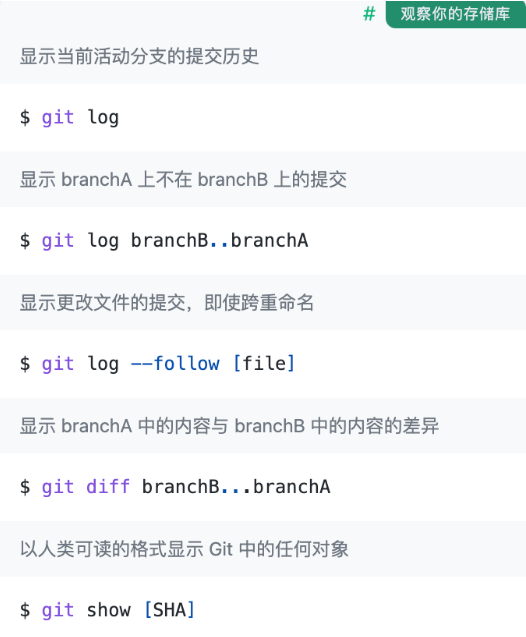 # 观察你的存储库
显示当前活动分支的提交历史
$ git log
显示 branchA 上不在 branchB 上的提交
$ git log branchB..branchA
显示更改文件的提交，即使跨重命名
$ git log --follow [file]
显示 branchA 中的内容与 branchB 中的内容的差异
$ git diff branchB...branchA
以人类可读的格式显示 Git 中的任何对象
$ git show [SHA]